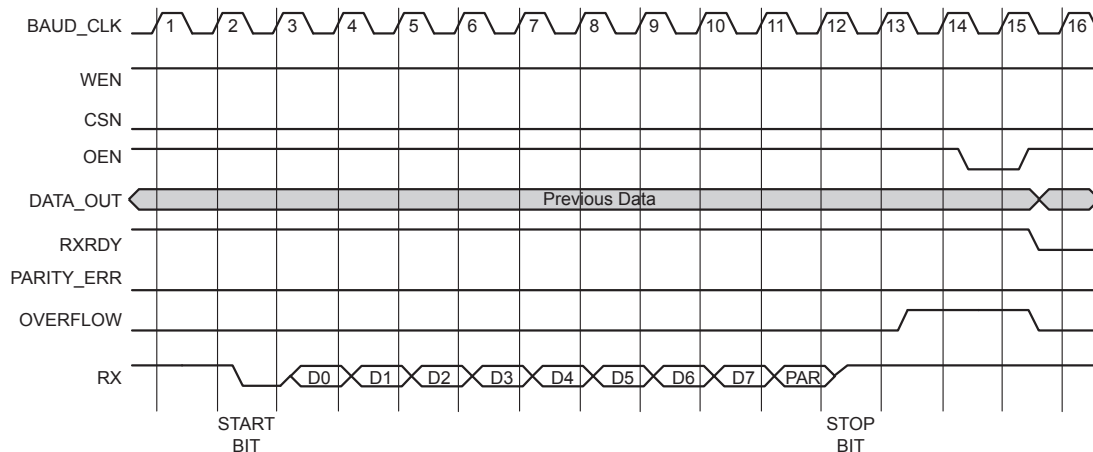 BAUD_CLK 1 2 3 4 5 6 7 8 9 10 11 12 13 14 15 16
WEN
CSN
OEN
DATA_OUT Previous Data
RXRDY
PARITY_ERR
OVERFLOW
RX D0 D1 D2 D3 D4 D5 D6 D7 PAR
START STOP
BIT BIT